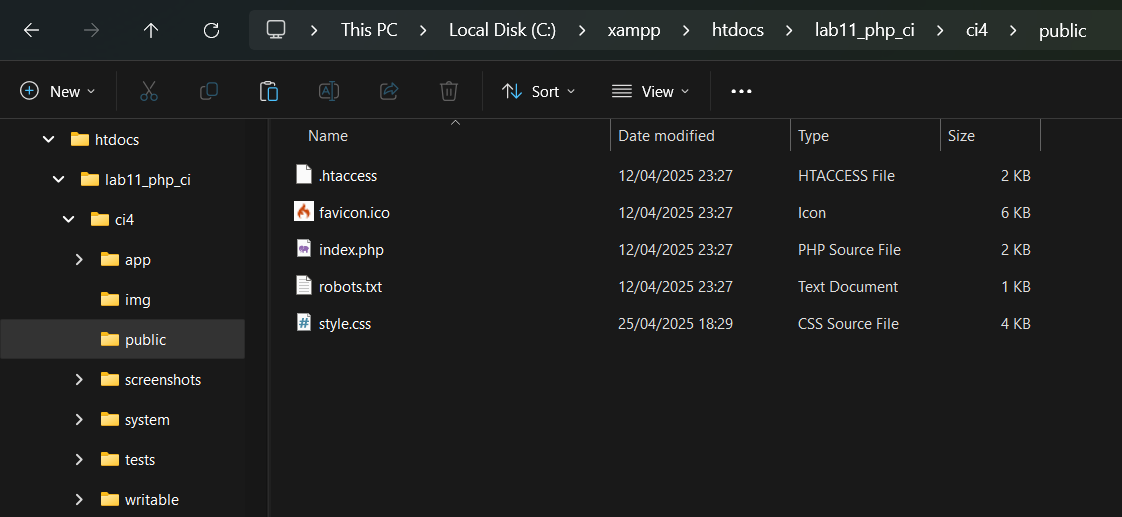 This PC > Local Disk (C:) > xampp > htdocs > lab11_php_ci > ci4 > public
New Sort View
htdocs
lab11_php_ci
ci4
app
img
public
screenshots
system
tests
writable
Name Date modified Type Size
.htaccess 12/04/2025 23:27 HTACCESS File 2 KB
favicon.ico 12/04/2025 23:27 Icon 6 KB
index.php 12/04/2025 23:27 PHP Source File 2 KB
robots.txt 12/04/2025 23:27 Text Document 1 KB
style.css 25/04/2025 18:29 CSS Source File 4 KB